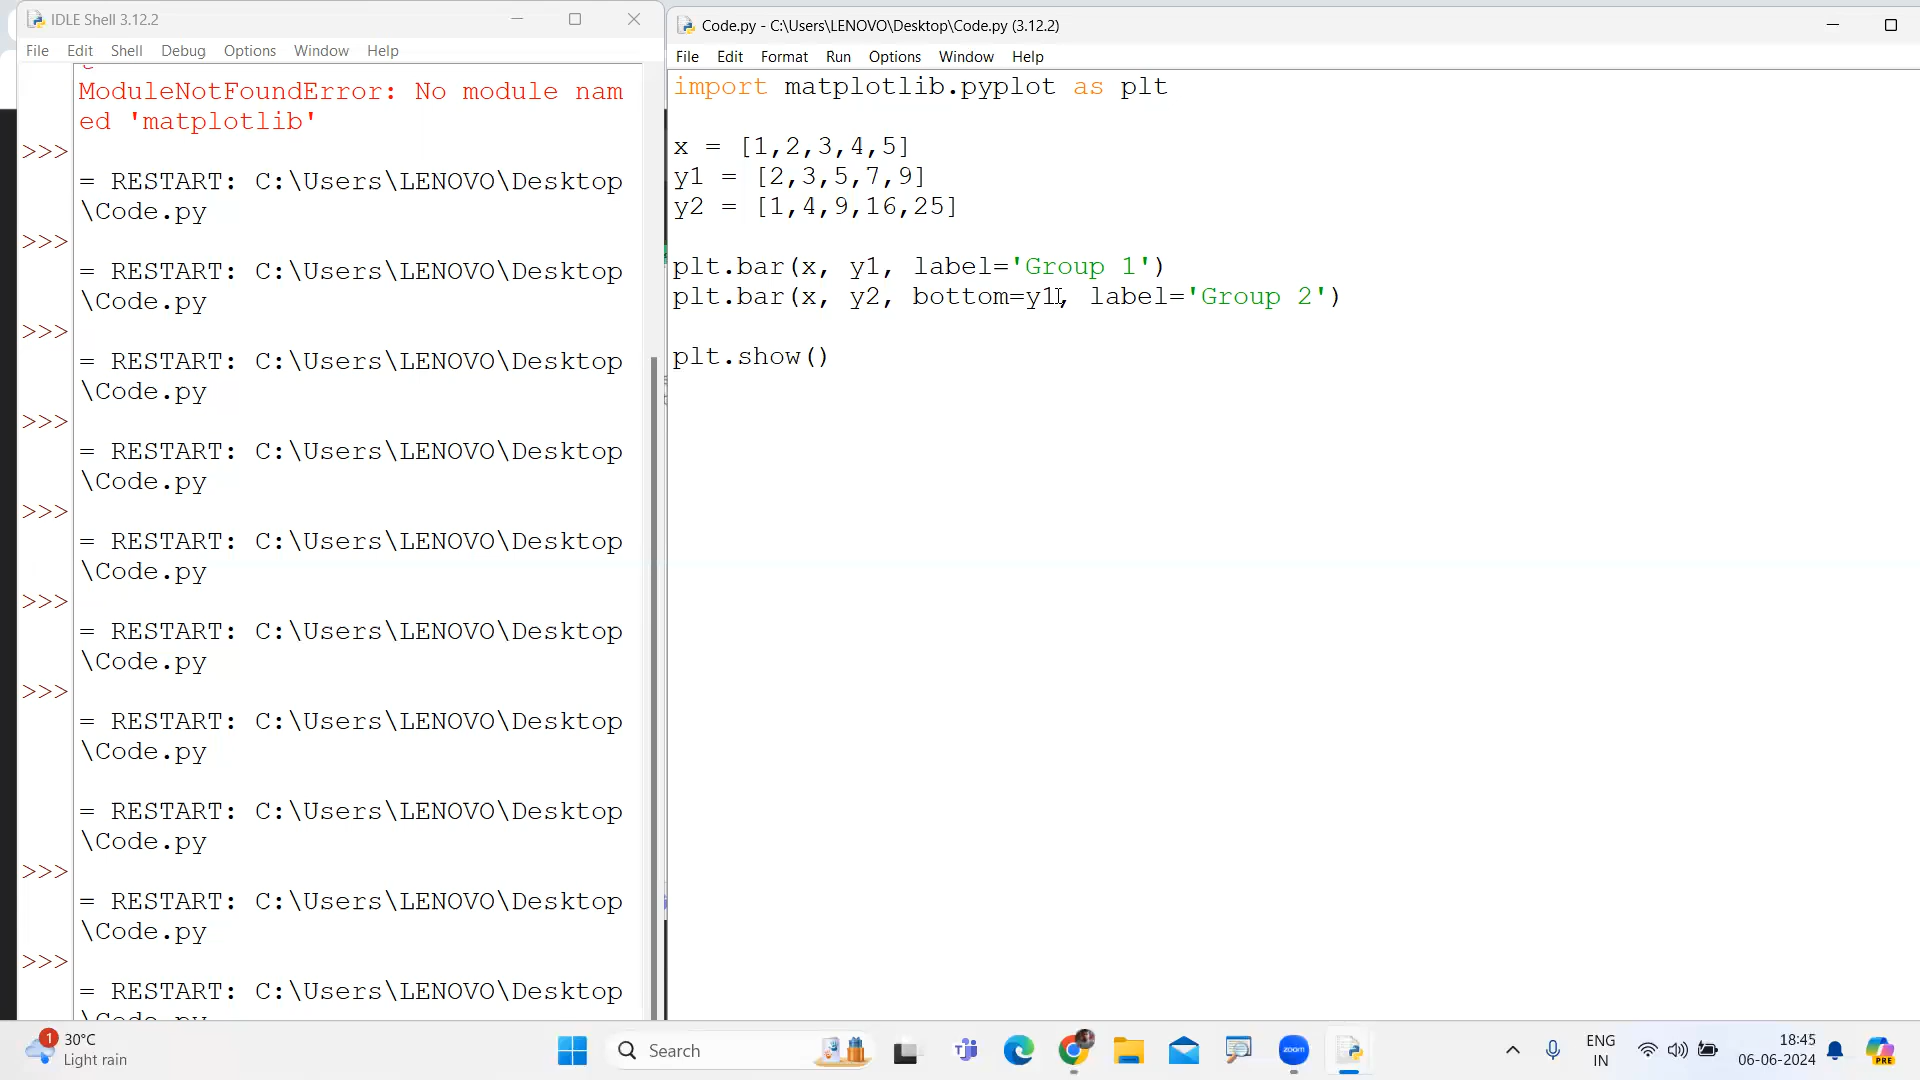 IDLE Shell 3.12.2
File Edit Shell Debug Options Window Help
ModuleNotFoundError: No module nam
ed 'matplotlib'
>>>
= RESTART: C:\Users\LENOVO\Desktop
\Code.py
>>>
= RESTART: C:\Users\LENOVO\Desktop
\Code.py
>>>
= RESTART: C:\Users\LENOVO\Desktop
\Code.py
>>>
= RESTART: C:\Users\LENOVO\Desktop
\Code.py
>>>
= RESTART: C:\Users\LENOVO\Desktop
\Code.py
>>>
= RESTART: C:\Users\LENOVO\Desktop
\Code.py
>>>
= RESTART: C:\Users\LENOVO\Desktop
\Code.py
>>>
= RESTART: C:\Users\LENOVO\Desktop
\Code.py
>>>
= RESTART: C:\Users\LENOVO\Desktop
\Code.py
>>>
= RESTART: C:\Users\LENOVO\Desktop
\Code.py
Code.py - C:\Users\LENOVO\Desktop\Code.py (3.12.2)
File Edit Format Run Options Window Help
import matplotlib.pyplot as plt
x = [1,2,3,4,5]
y1 = [2,3,5,7,9]
y2 = [1,4,9,16,25]
plt.bar(x, y1, label='Group 1')
plt.bar(x, y2, bottom=y1, label='Group 2')
plt.show()
1
30°C
Light rain
Search
zoom
ENG
IN
18:45
06-06-2024
PRE